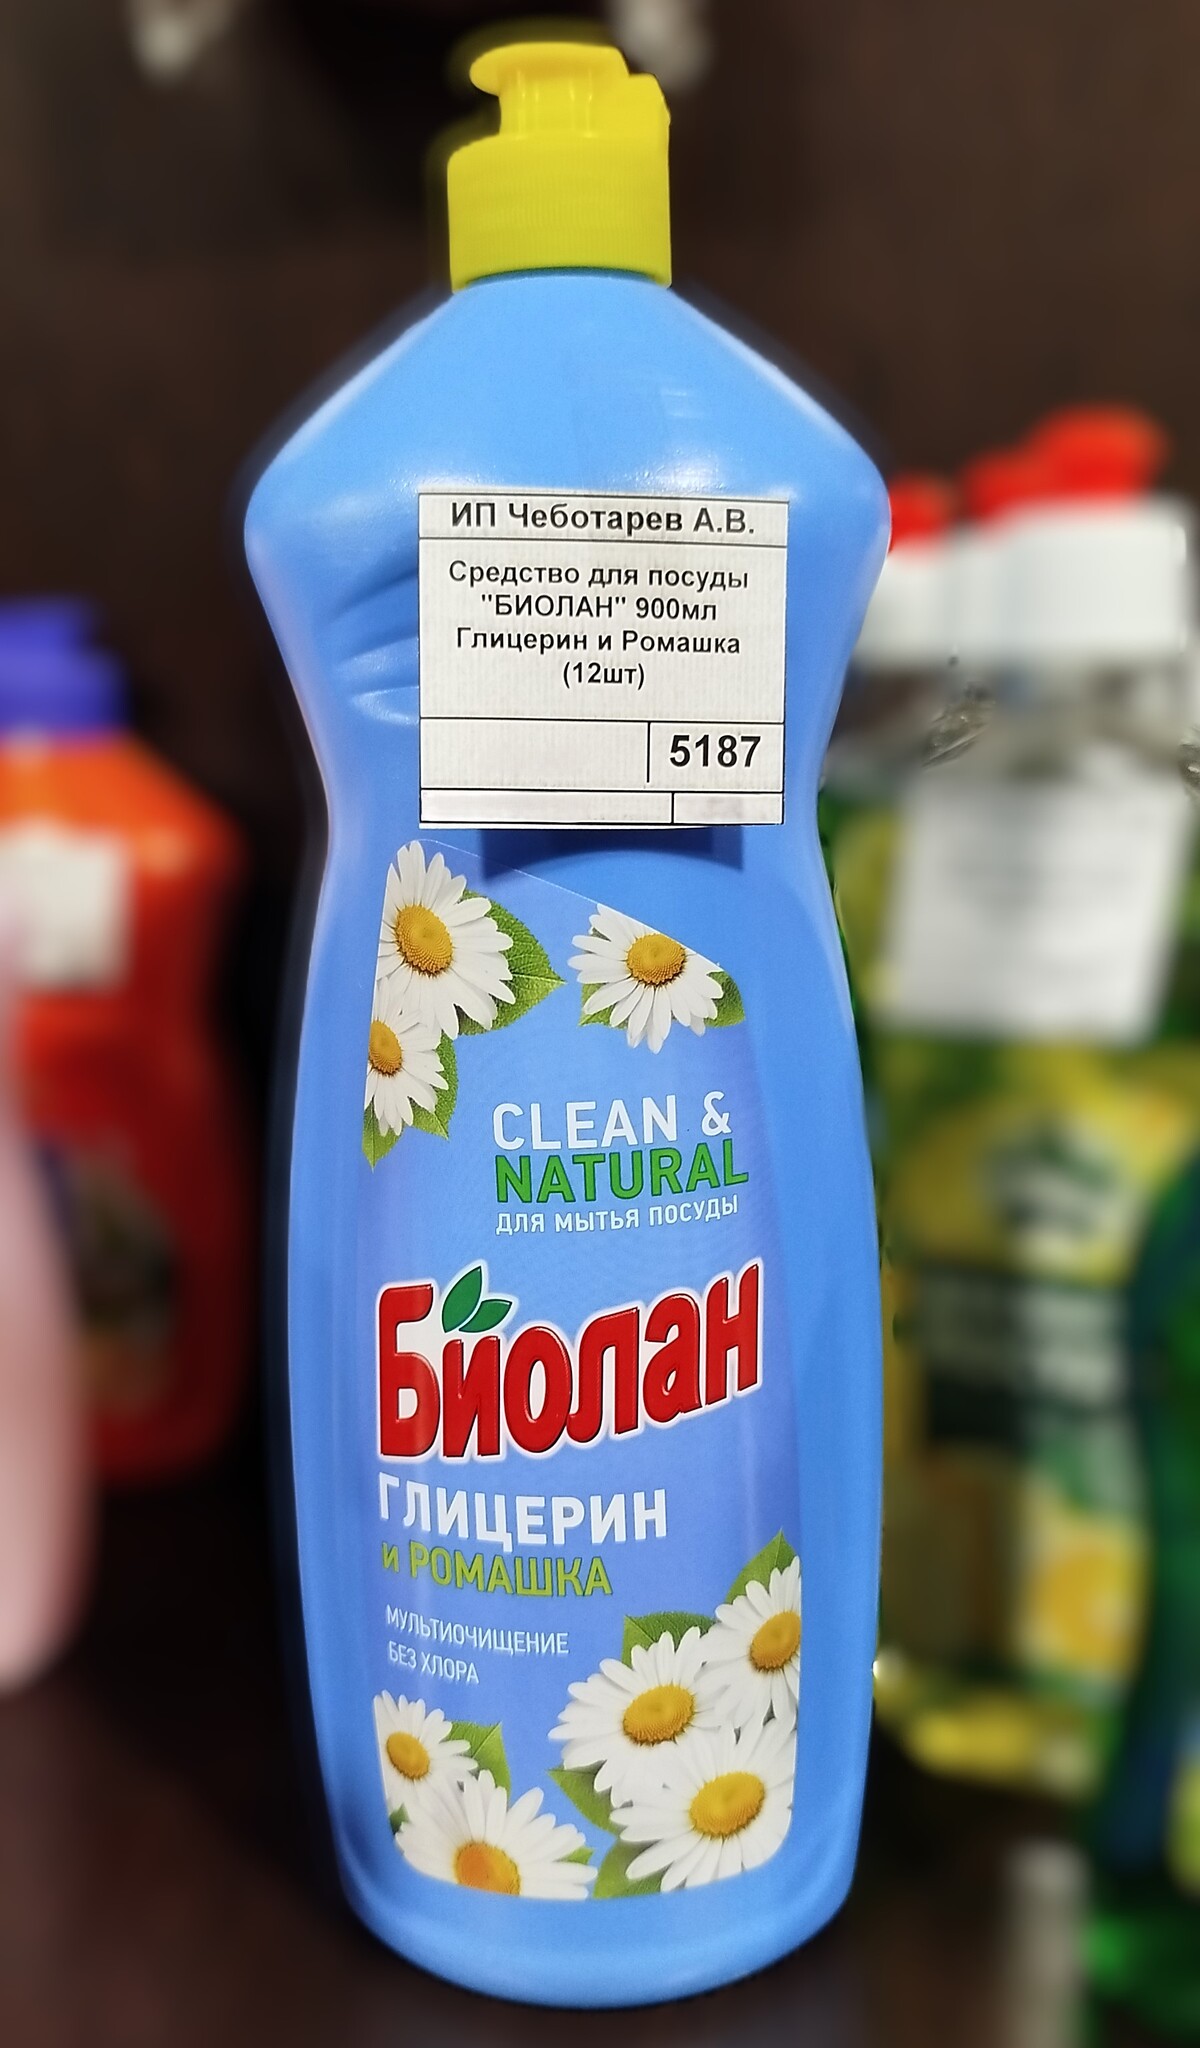 ИП Чеботарев А.В.
Средство для посуды
"БИОЛАН" 900мл
Глицерин и Ромашка
(12шт)
5187
CLEAN &
NATURAL
ДЛЯ МЫТЬЯ ПОСУДЫ
Биолан
ГЛИЦЕРИН
и РОМАШКА
МУЛЬТИОЧИЩЕНИЕ
БЕЗ ХЛОРА